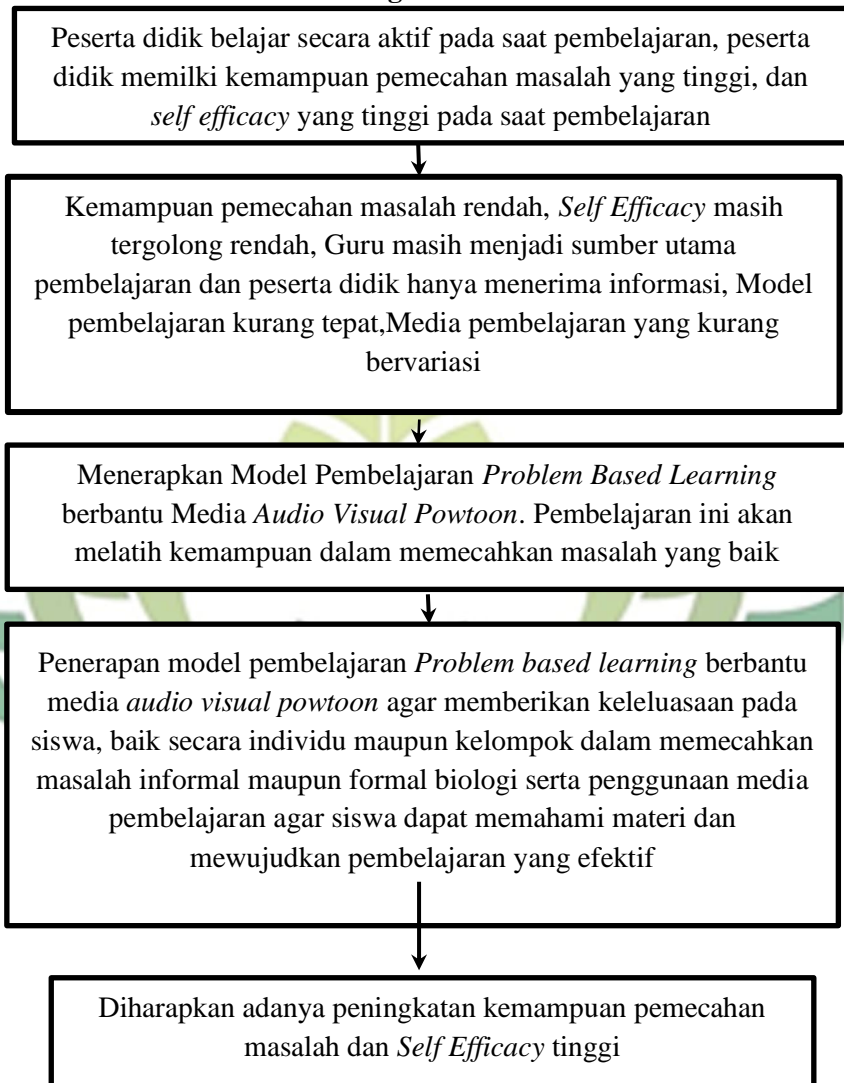 Peserta didik belajar secara aktif pada saat pembelajaran, peserta
didik memilki kemampuan pemecahan masalah yang tinggi, dan
self efficacy yang tinggi pada saat pembelajaran
Kemampuan pemecahan masalah rendah, Self Efficacy masih
tergolong rendah, Guru masih menjadi sumber utama
pembelajaran dan peserta didik hanya menerima informasi, Model
pembelajaran kurang tepat,Media pembelajaran yang kurang
bervariasi
Menerapkan Model Pembelajaran Problem Based Learning
berbantu Media Audio Visual Powtoon. Pembelajaran ini akan
melatih kemampuan dalam memecahkan masalah yang baik
Penerapan model pembelajaran Problem based learning berbantu
media audio visual powtoon agar memberikan keleluasaan pada
siswa, baik secara individu maupun kelompok dalam memecahkan
masalah informal maupun formal biologi serta penggunaan media
pembelajaran agar siswa dapat memahami materi dan
mewujudkan pembelajaran yang efektif
Diharapkan adanya peningkatan kemampuan pemecahan
masalah dan Self Efficacy tinggi